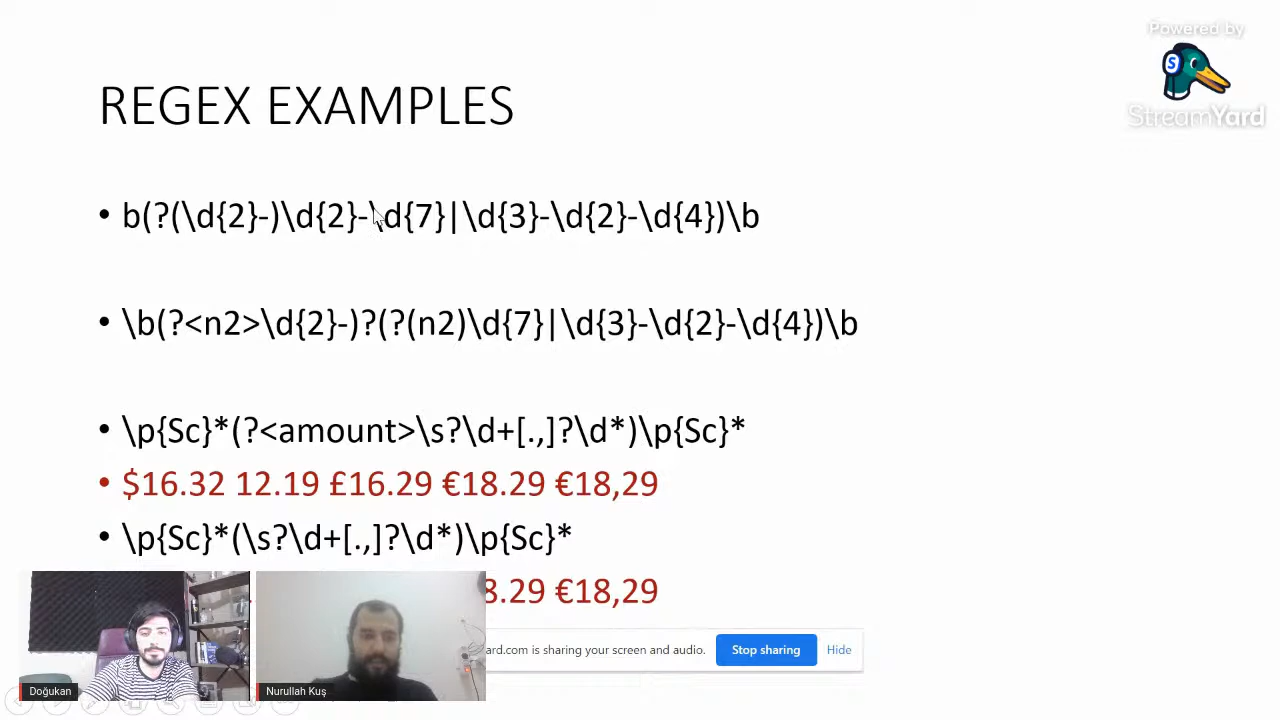 Powered by
StreamYard
REGEX EXAMPLES
• b(?(\d{2}-)\d{2}-\d{7}|\d{3}-\d{2}-\d{4})\b
• \b(?<n2>\d{2}-)?(?(n2)\d{7}|\d{3}-\d{2}-\d{4})\b
• \p{Sc}*(?<amount>\s?\d+[.,]?\d*)\p{Sc}*
• $16.32 12.19 £16.29 €18.29 €18,29
• \p{Sc}*(\s?\d+[.,]?\d*)\p{Sc}*
8.29 €18,29
ard.com is sharing your screen and audio.
Stop sharing
Hide
Doğukan
Nurullah Kuş